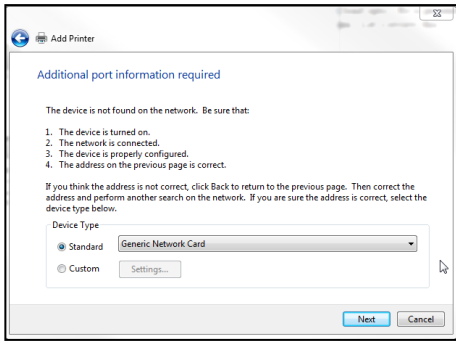 Add Printer
Additional port information required
The device is not found on the network.  Be sure that:
1.  The device is turned on.
2.  The network is connected.
3.  The device is properly configured.
4.  The address on the previous page is correct.
If you think the address is not correct, click Back to return to the previous page.  Then correct the
address and perform another search on the network.  If you are sure the address is correct, select the
device type below.
Device Type
Standard Generic Network Card
Custom Settings...
Next Cancel